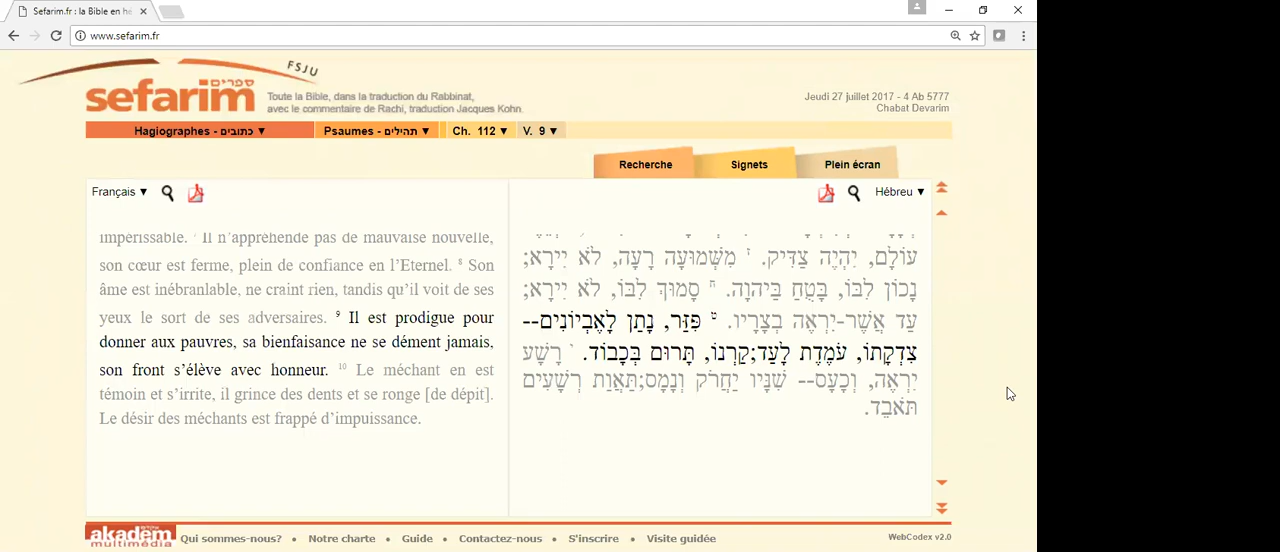 Sefarim.fr : la Bible en hé
www.sefarim.fr
ספרים
FSJU
sefarim
Toute la Bible, dans la traduction du Rabbinat,
avec le commentaire de Rachi, traduction Jacques Kohn.
Jeudi 27 juillet 2017 - 4 Ab 5777
Chabat Devarim
Hagiographes - כתובים ▼ Psaumes - תהילים ▼ Ch. 112 ▼ V. 9 ▼
Recherche Signets Plein écran
Français ▼
impérissable. Il n’appréhende pas de mauvaise nouvelle,
son cœur est ferme, plein de confiance en l’Eternel. 8 Son
âme est inébranlable, ne craint rien, tandis qu’il voit de ses
yeux le sort de ses adversaires. 9 Il est prodigue pour
donner aux pauvres, sa bienfaisance ne se dément jamais,
son front s’élève avec honneur. 10 Le méchant en est
témoin et s’irrite, il grince des dents et se ronge [de dépit].
Le désir des méchants est frappé d’impuissance.
Hébreu ▼
עוֹלָם, יִהְיֶה צַדִּיק. ז מִשְּׁמוּעָה רָעָה, לֹא יִירָא;
נָכוֹן לִבּוֹ, בָּטֻחַ בַּיהוָה. ח סָמוּךְ לִבּוֹ, לֹא יִירָא;
עַד אֲשֶׁר-יִרְאֶה בְצָרָיו. ט פִּזַּר, נָתַן לָאֶבְיוֹנִים--
צִדְקָתוֹ, עֹמֶדֶת לָעַד;קַרְנוֹ, תָּרוּם בְּכָבוֹד. י רָשָׁע
יִרְאֶה, וְכָעָס-- שִׁנָּיו יַחֲרֹק וְנָמָס;תַּאֲוַת רְשָׁעִים
תֹּאבֵד.
akadem
multimédia
Qui sommes-nous? • Notre charte • Guide • Contactez-nous • S'inscrire • Visite guidée
WebCodex v2.0